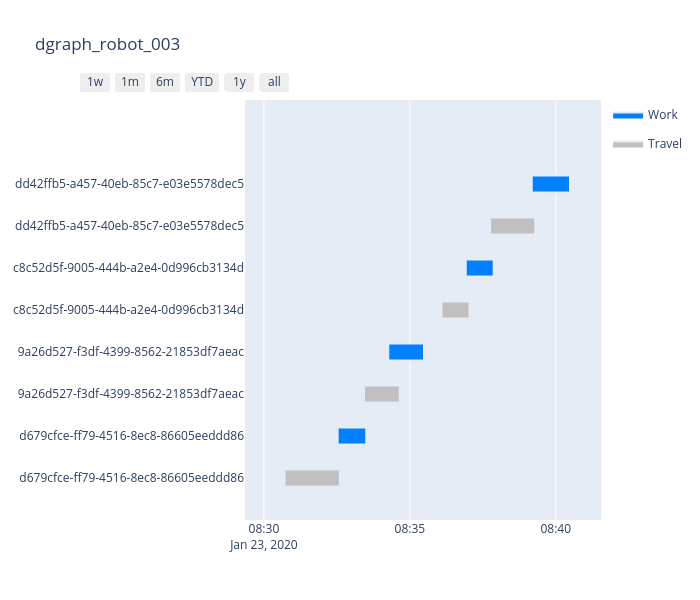 dgraph_robot_003
1w 1m 6m YTD 1y all
Work
Travel
dd42ffb5-a457-40eb-85c7-e03e5578dec5
dd42ffb5-a457-40eb-85c7-e03e5578dec5
c8c52d5f-9005-444b-a2e4-0d996cb3134d
c8c52d5f-9005-444b-a2e4-0d996cb3134d
9a26d527-f3df-4399-8562-21853df7aeac
9a26d527-f3df-4399-8562-21853df7aeac
d679cfce-ff79-4516-8ec8-86605eeddd86
d679cfce-ff79-4516-8ec8-86605eeddd86
08:30 08:35 08:40
Jan 23, 2020